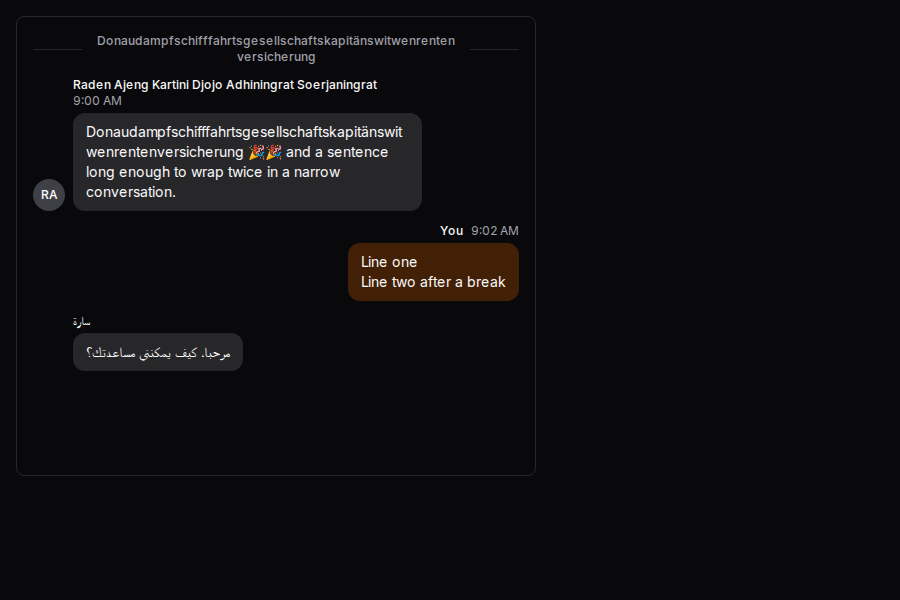 Donaudampfschifffahrtsgesellschaftskapitänswitwenrenten
versicherung
Raden Ajeng Kartini Djojo Adhiningrat Soerjaningrat
9:00 AM
Donaudampfschifffahrtsgesellschaftskapitänswit
wenrentenversicherung 🎉🎉 and a sentence
long enough to wrap twice in a narrow
conversation.
RA
You 9:02 AM
Line one
Line two after a break
سارة
مرحبا، كيف يمكنني مساعدتك؟